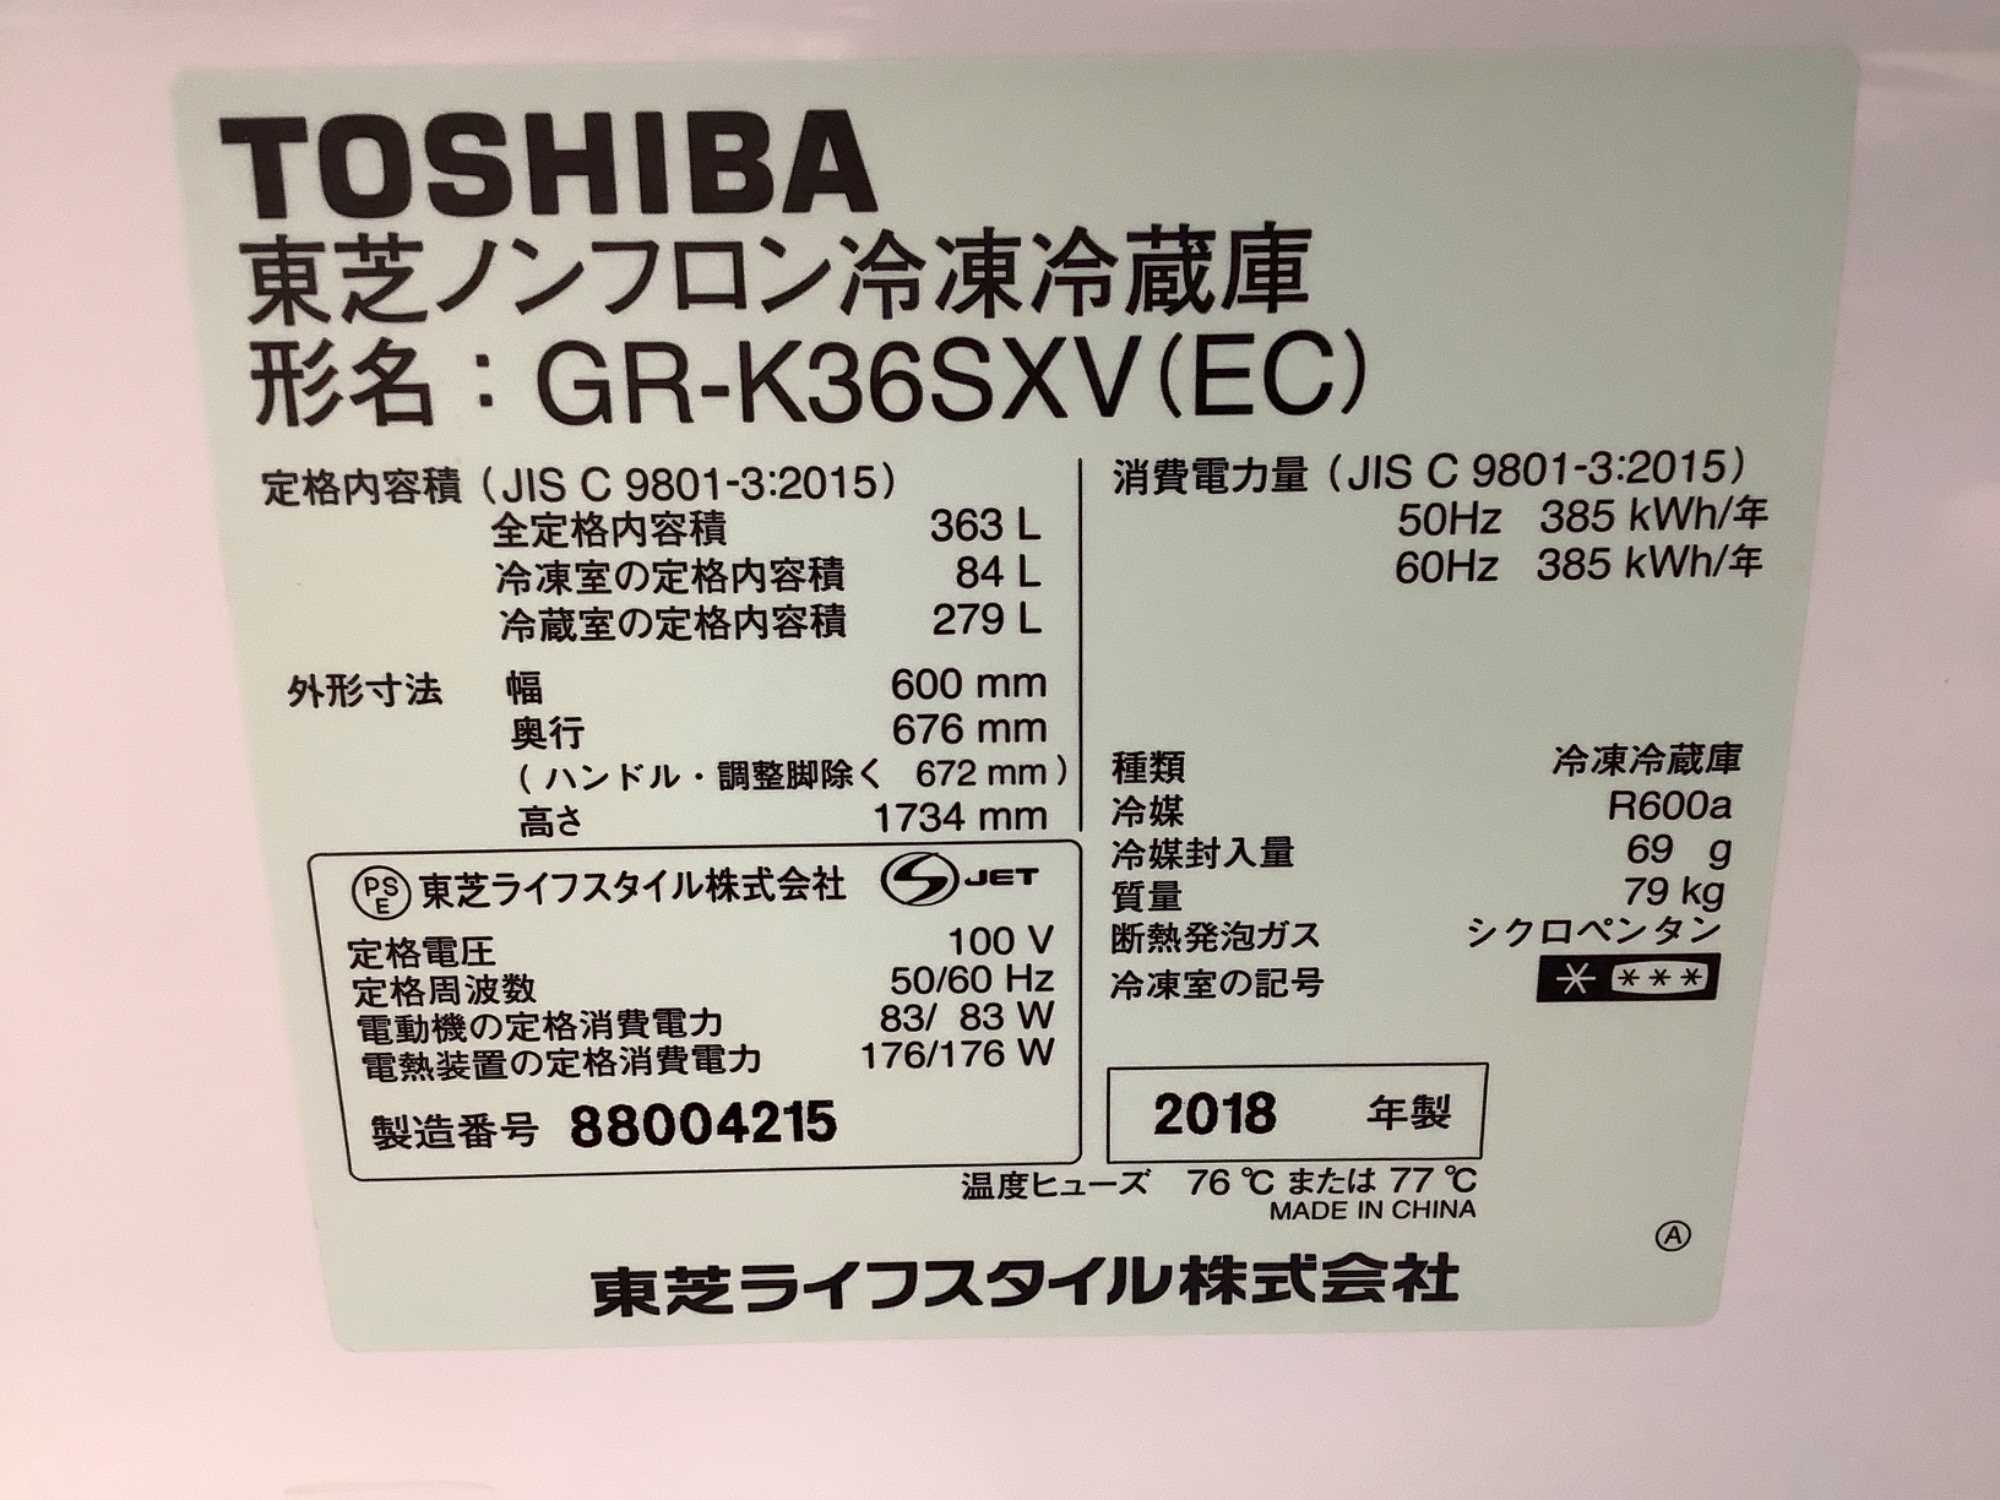 TOSHIBA
東芝ノンフロン冷凍冷蔵庫
形名：GR-K36SXV(EC)
定格内容積（JIS C 9801-3:2015）
全定格内容積 363 L
冷凍室の定格内容積 84 L
冷蔵室の定格内容積 279 L
外形寸法 幅 600 mm
奥行 676 mm
（ハンドル・調整脚除く 672 mm）
高さ 1734 mm
消費電力量（JIS C 9801-3:2015）
50Hz 385 kWh/年
60Hz 385 kWh/年
種類 冷凍冷蔵庫
冷媒 R600a
冷媒封入量 69 g
質量 79 kg
断熱発泡ガス シクロペンタン
冷凍室の記号 * ***
PSE 東芝ライフスタイル株式会社 S JET
定格電圧 100 V
定格周波数 50/60 Hz
電動機の定格消費電力 83/ 83 W
電熱装置の定格消費電力 176/176 W
製造番号 88004215
2018 年製
温度ヒューズ 76 ℃ または 77 ℃
MADE IN CHINA
Ⓐ
東芝ライフスタイル株式会社